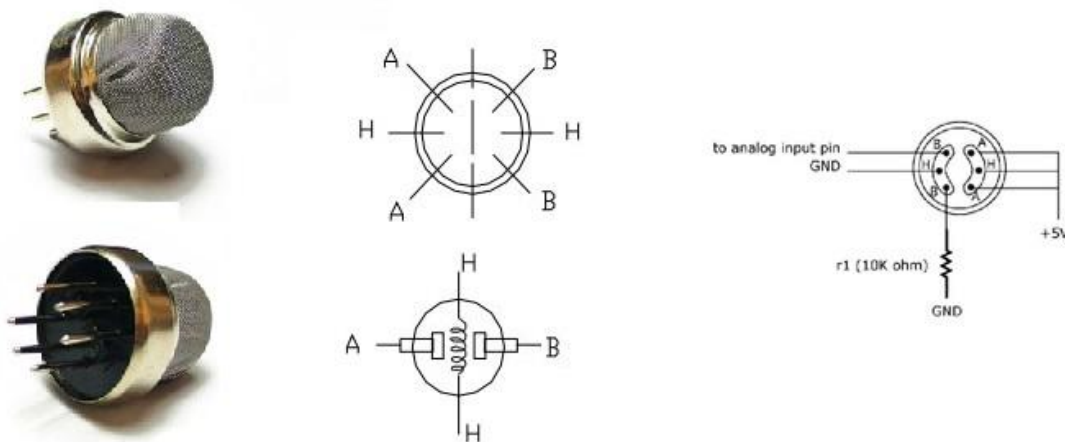 A
B
H
H
A
B
H
A
B
H
to analog input pin
GND
B
A
H
H
B
A
+5V
r1 (10K ohm)
GND